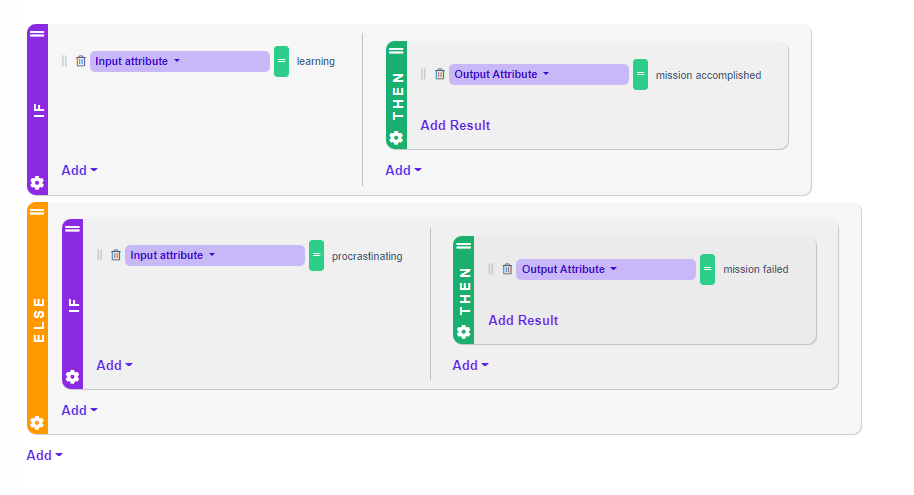 IF
Input attribute = learning
THEN
Output Attribute = mission accomplished
Add Result
Add
Add
ELSE
IF
Input attribute = procrastinating
THEN
Output Attribute = mission failed
Add Result
Add
Add
Add
Add